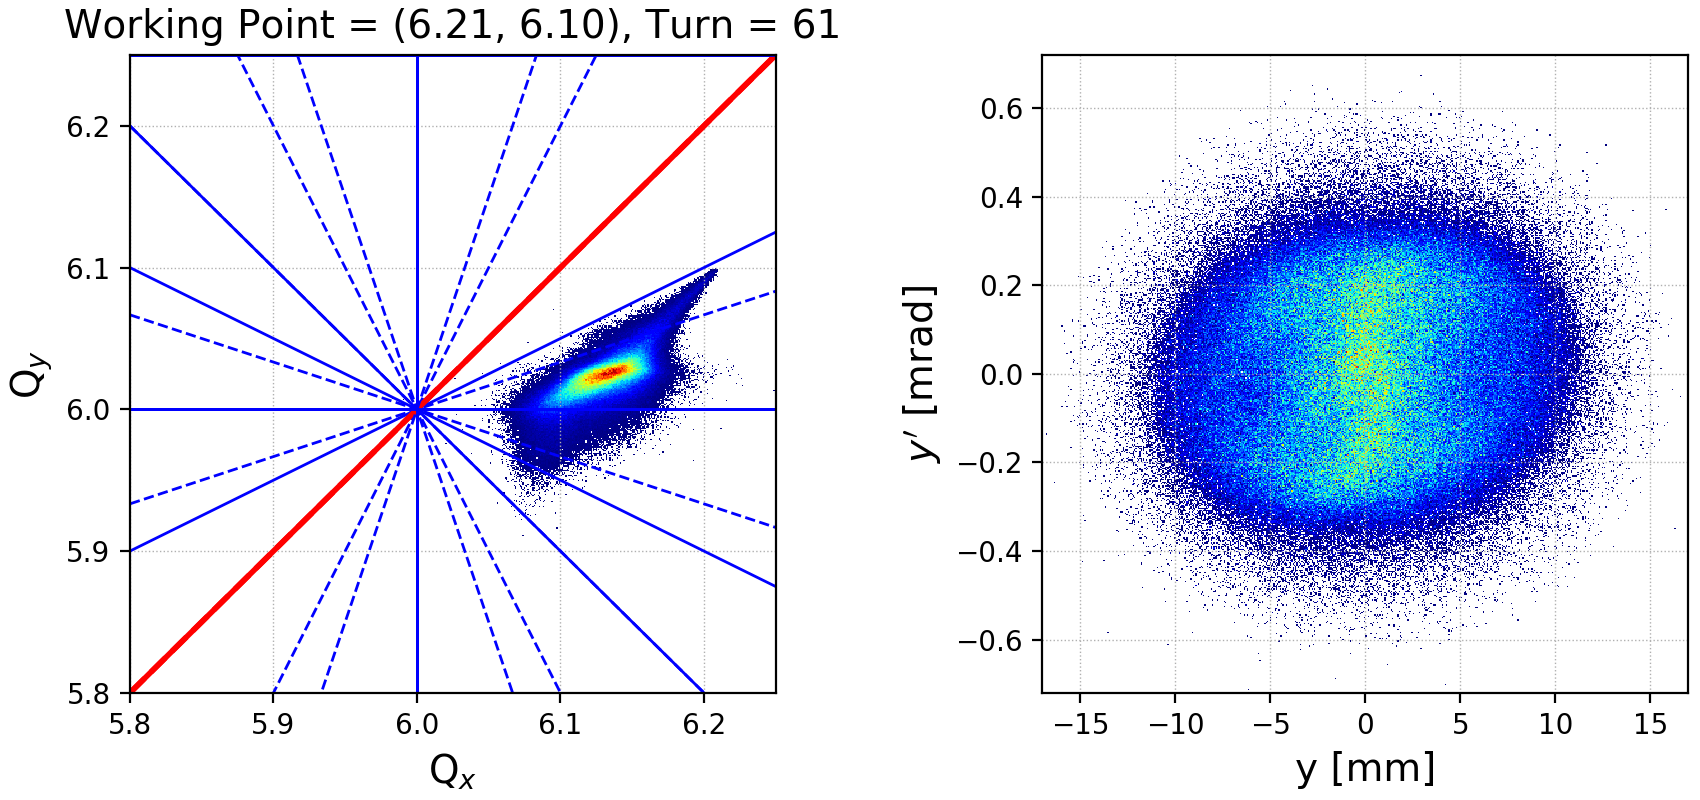 Working Point = (6.21, 6.10), Turn = 61
6.2
6.1
6.0
5.9
5.8
Q_y
5.8 5.9 6.0 6.1 6.2
Q_x
0.6
0.4
0.2
0.0
−0.2
−0.4
−0.6
y′ [mrad]
−15 −10 −5 0 5 10 15
y [mm]